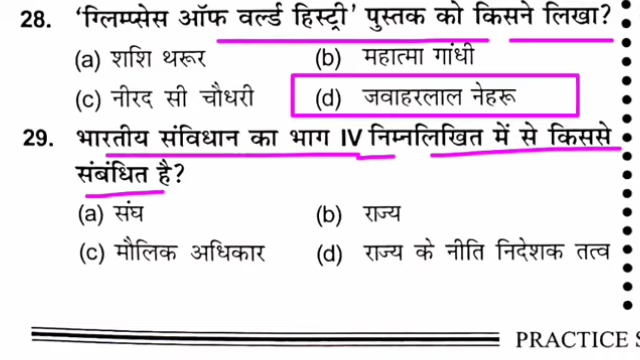 28. ‘ग्लिम्प्सेस ऑफ वर्ल्ड हिस्ट्री’ पुस्तक को किसने लिखा?
(a) शशि थरूर (b) महात्मा गांधी
(c) नीरद सी चौधरी (d) जवाहरलाल नेहरू
29. भारतीय संविधान का भाग IV निम्नलिखित में से किससे
संबंधित है?
(a) संघ (b) राज्य
(c) मौलिक अधिकार (d) राज्य के नीति निदेशक तत्व
PRACTICE S